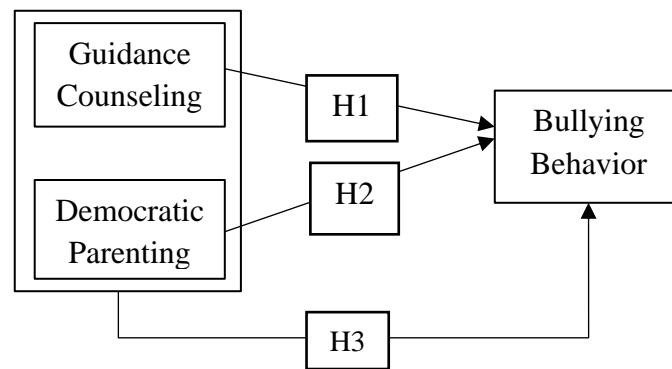 Guidance
Counseling
H1
Bullying
Behavior
H2
Democratic
Parenting
H3